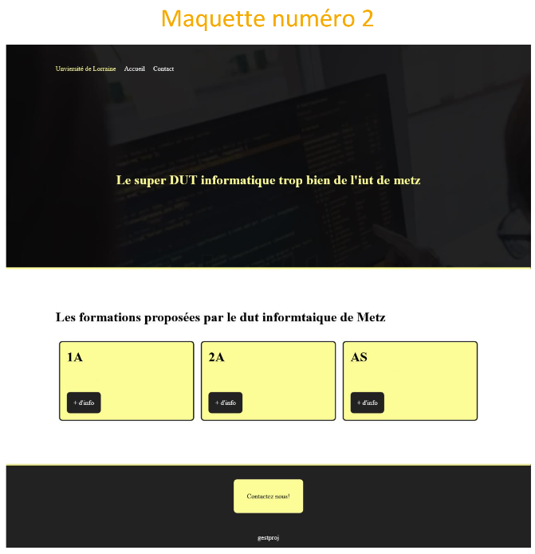 Maquette numéro 2
Unviersité de Lorraine Accueil Contact
Le super DUT informatique trop bien de l'iut de metz
Les formations proposées par le dut informtaique de Metz
1A 2A AS
+ d'info + d'info + d'info
Contactez nous!
gestproj